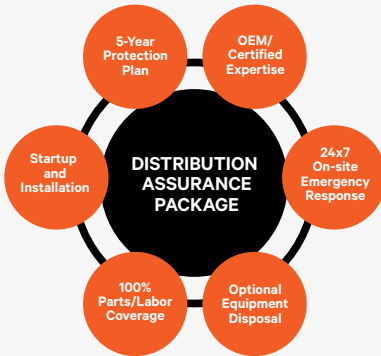 5-Year
Protection
Plan
OEM/
Certified
Expertise
Startup
and
Installation
DISTRIBUTION
ASSURANCE
PACKAGE
24x7
On-site
Emergency
Response
100%
Parts/Labor
Coverage
Optional
Equipment
Disposal